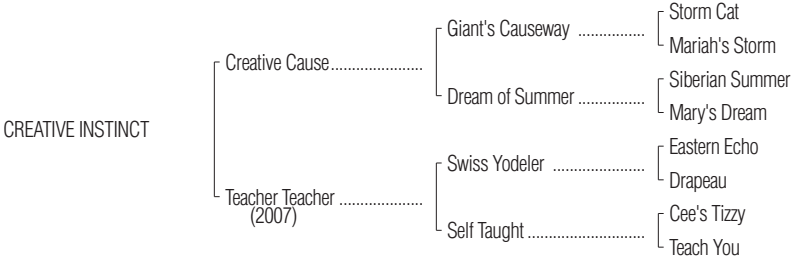 Storm Cat
Giant's Causeway ................
Mariah's Storm
Creative Cause......................
Siberian Summer
Dream of Summer ................
Mary's Dream
CREATIVE INSTINCT
Eastern Echo
Swiss Yodeler ......................
Drapeau
Teacher Teacher ....................
(2007)
Cee's Tizzy
Self Taught ............................
Teach You